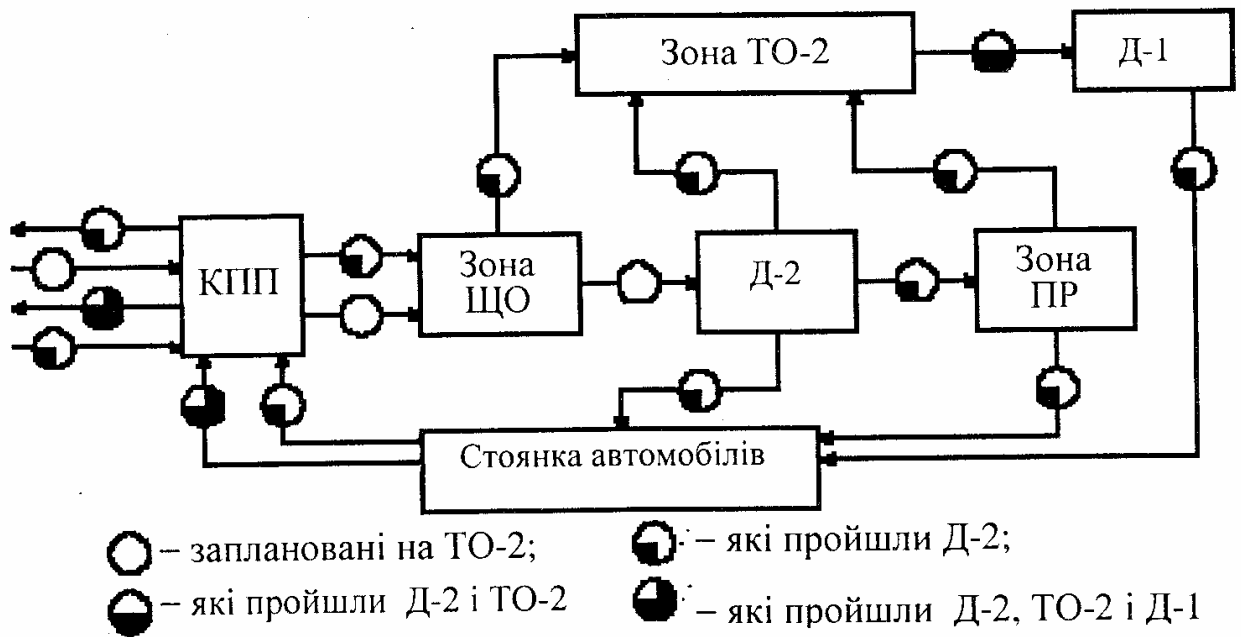 Зона ТО-2
Д-1
КПП
Зона
ЩО
Д-2
Зона
ПР
Стоянка автомобілів
– заплановані на ТО-2;
– які пройшли Д-2;
– які пройшли Д-2 і ТО-2
– які пройшли Д-2, ТО-2 і Д-1